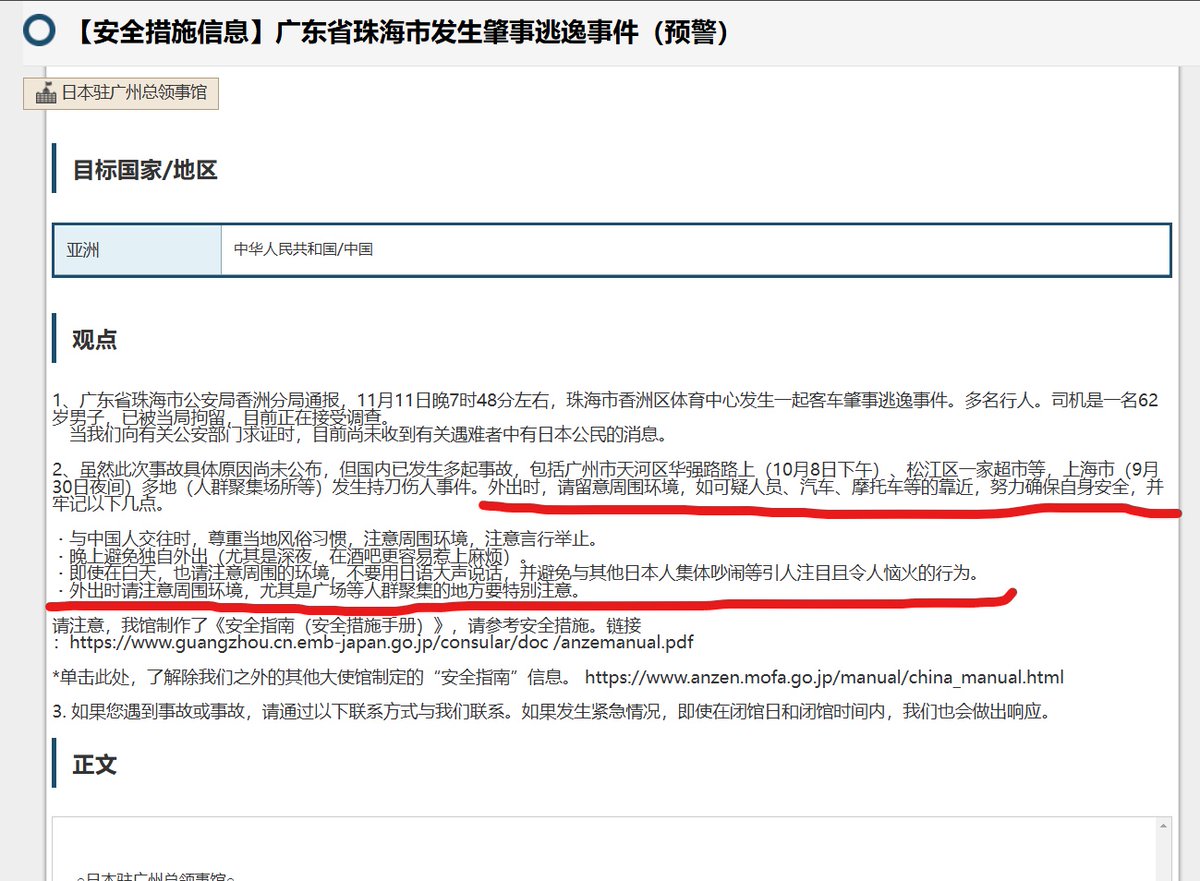 【安全措施信息】广东省珠海市发生肇事逃逸事件（预警）
日本驻广州总领事馆
目标国家/地区
亚洲
中华人民共和国/中国
观点
1、广东省珠海市公安局香洲分局通报，11月11日晚7时48分左右，珠海市香洲区体育中心发生一起客车肇事逃逸事件。多名行人。司机是一名62
岁男子，已被当局拘留，目前正在接受调查。
当我们向有关公安部门求证时，目前尚未收到有关遇难者中有日本公民的消息。
2、虽然此次事故具体原因尚未公布，但国内已发生多起事故，包括广州市天河区华强路路上（10月8日下午）、松江区一家超市等，上海市（9月
30日夜间）多地（人群聚集场所等）发生持刀伤人事件。外出时，请留意周围环境，如可疑人员、汽车、摩托车等的靠近，努力确保自身安全，并
牢记以下几点。
・与中国人交往时，尊重当地风俗习惯，注意周围环境，注意言行举止。
・晚上避免独自外出（尤其是深夜，在酒吧更容易惹上麻烦）。
・即使在白天，也请注意周围的环境，不要用日语大声说话，并避免与其他日本人集体吵闹等引人注目且令人恼火的行为。
・外出时请注意周围环境，尤其是广场等人群聚集的地方要特别注意。
请注意，我馆制作了《安全指南（安全措施手册）》，请参考安全措施。链接
：https://www.guangzhou.cn.emb-japan.go.jp/consular/doc /anzemanual.pdf
*单击此处，了解除我们之外的其他大使馆制定的“安全指南”信息。 https://www.anzen.mofa.go.jp/manual/china_manual.html
3. 如果您遇到事故或事故，请通过以下联系方式与我们联系。如果发生紧急情况，即使在闭馆日和闭馆时间内，我们也会做出响应。
正文
○日本驻广州总领事馆○